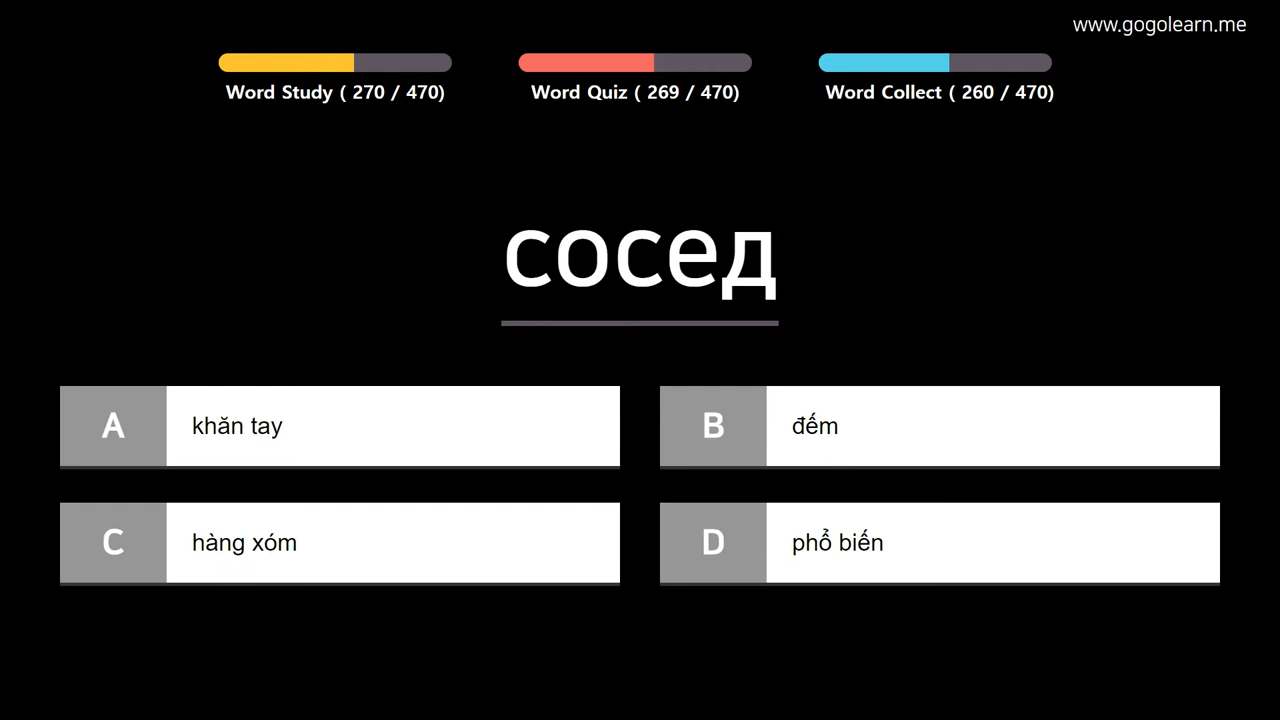 www.gogolearn.me
Word Study ( 270 / 470)
Word Quiz ( 269 / 470)
Word Collect ( 260 / 470)
сосед
A khăn tay
B đếm
C hàng xóm
D phổ biến